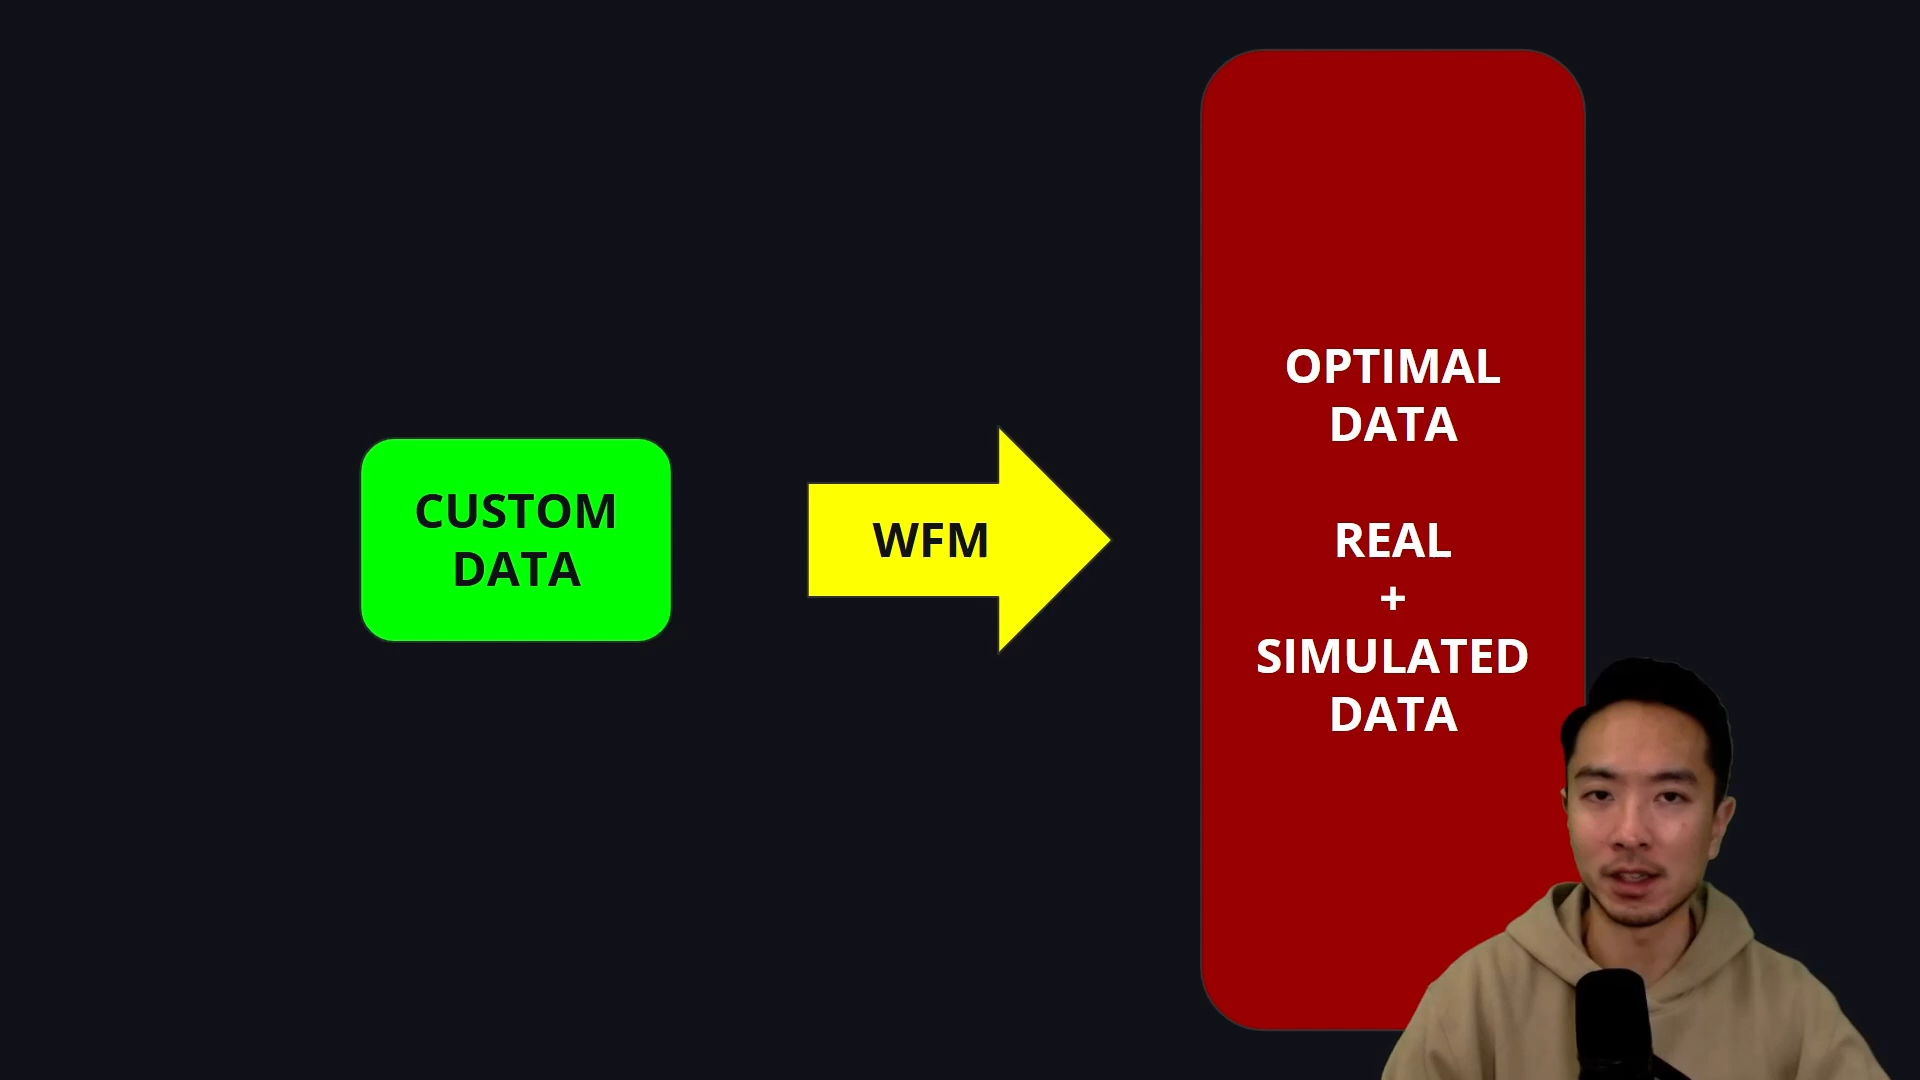 CUSTOM
DATA
WFM
OPTIMAL
DATA
REAL
+
SIMULATED
DATA